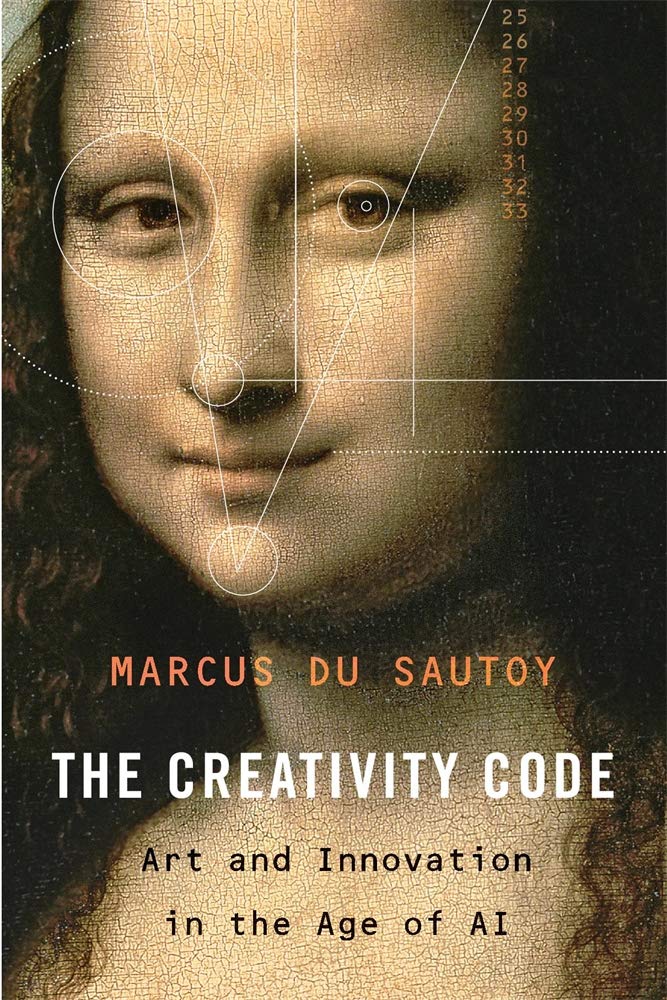 25
26
27
28
29
30
31
32
33
MARCUS DU SAUTOY
THE CREATIVITY CODE
Art and Innovation
in the Age of AI